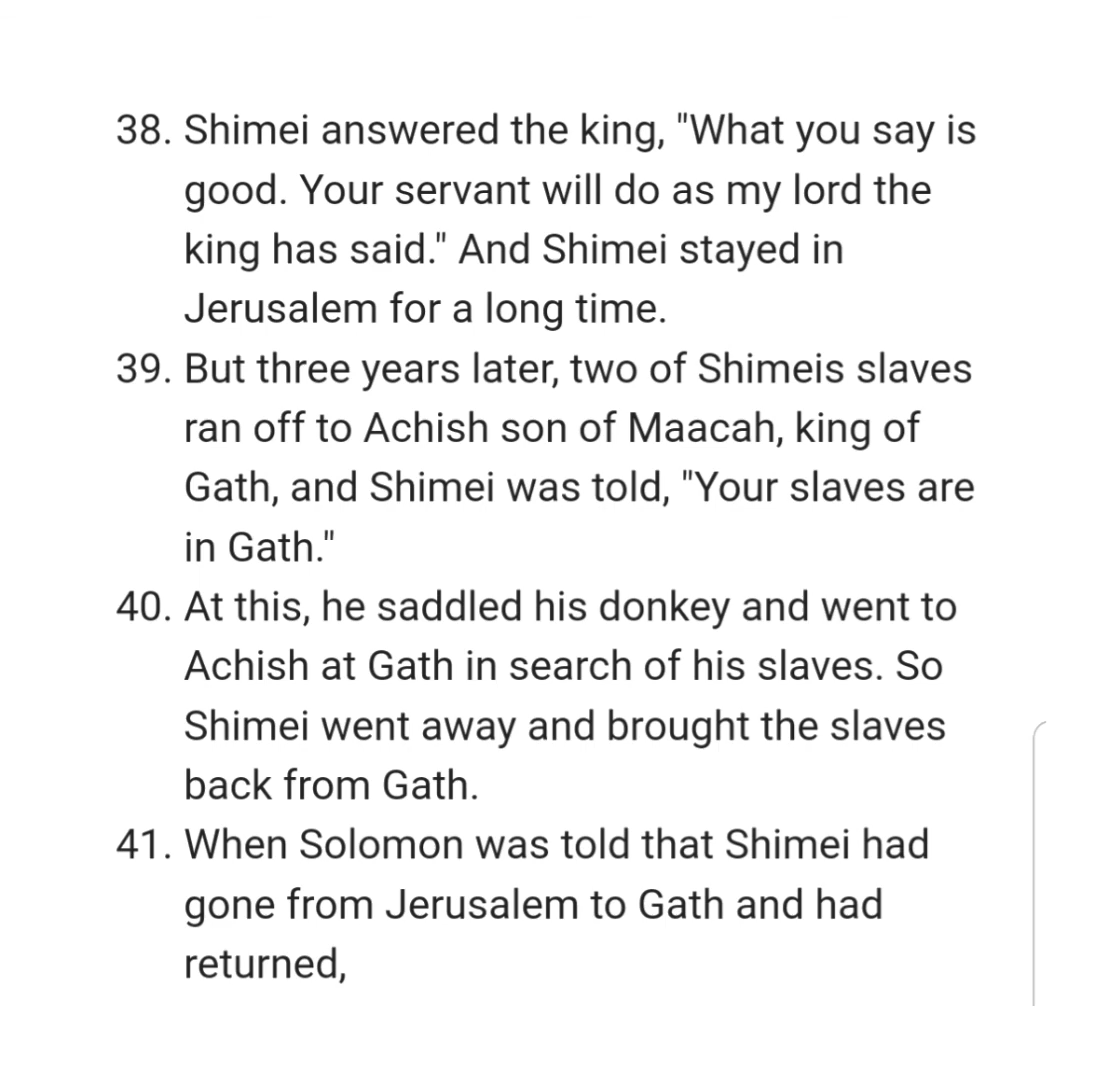 38. Shimei answered the king, "What you say is
good. Your servant will do as my lord the
king has said." And Shimei stayed in
Jerusalem for a long time.
39. But three years later, two of Shimeis slaves
ran off to Achish son of Maacah, king of
Gath, and Shimei was told, "Your slaves are
in Gath."
40. At this, he saddled his donkey and went to
Achish at Gath in search of his slaves. So
Shimei went away and brought the slaves
back from Gath.
41. When Solomon was told that Shimei had
gone from Jerusalem to Gath and had
returned,